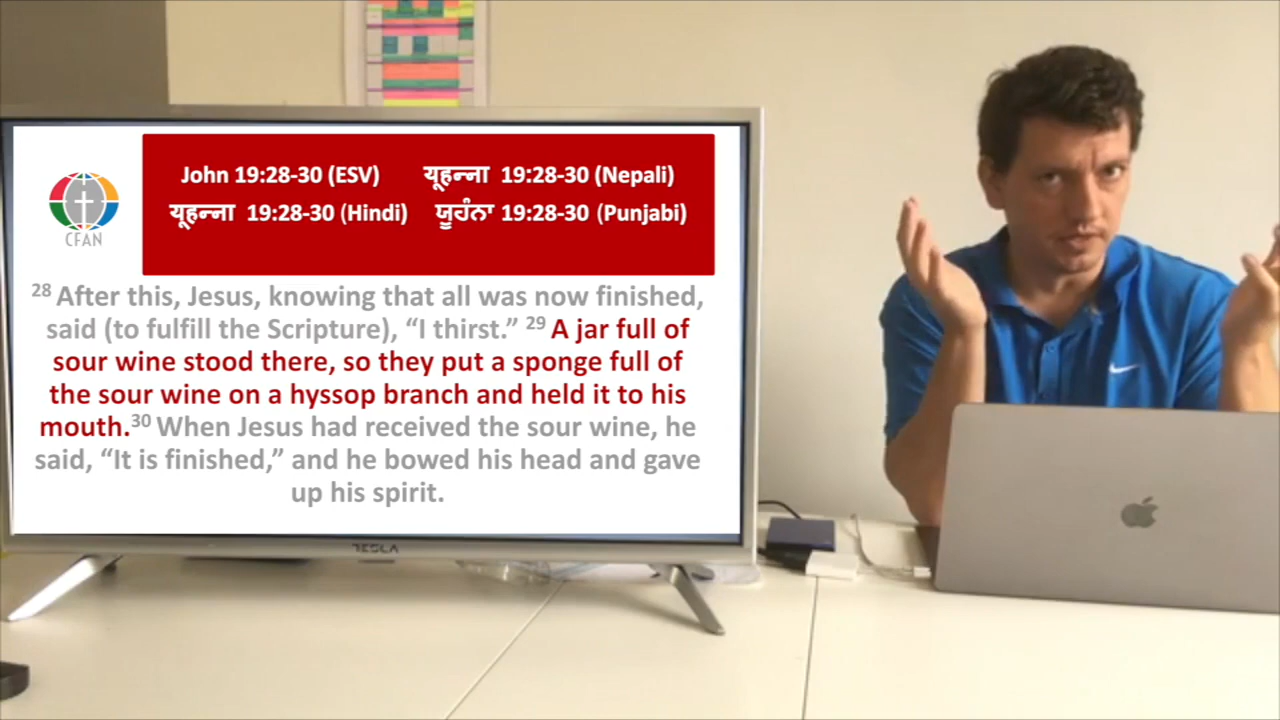 John 19:28-30 (ESV) यूहन्ना 19:28-30 (Nepali)
यूहन्ना 19:28-30 (Hindi) ਯੂਹੰਨਾ 19:28-30 (Punjabi)
CFAN
28 After this, Jesus, knowing that all was now finished,
said (to fulfill the Scripture), “I thirst.” 29 A jar full of
sour wine stood there, so they put a sponge full of
the sour wine on a hyssop branch and held it to his
mouth.30 When Jesus had received the sour wine, he
said, “It is finished,” and he bowed his head and gave
up his spirit.
TESLA